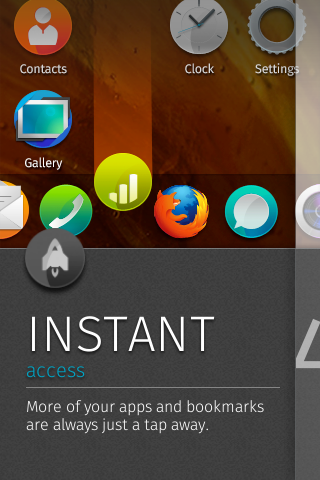 Contacts
Clock
Settings
Gallery
INSTANT
access
More of your apps and bookmarks
are always just a tap away.